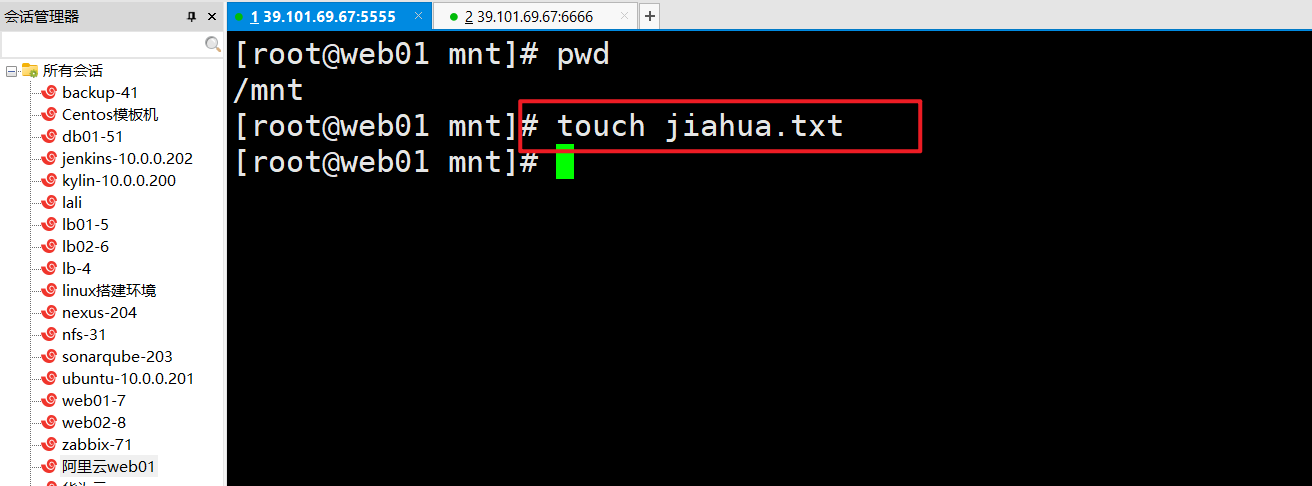 会话管理器
所有会话
backup-41
Centos模板机
db01-51
jenkins-10.0.0.202
kylin-10.0.0.200
lali
lb01-5
lb02-6
lb-4
linux搭建环境
nexus-204
nfs-31
sonarqube-203
ubuntu-10.0.0.201
web01-7
web02-8
zabbix-71
阿里云web01
1 39.101.69.67:5555
2 39.101.69.67:6666
[root@web01 mnt]# pwd
/mnt
[root@web01 mnt]# touch jiahua.txt
[root@web01 mnt]#